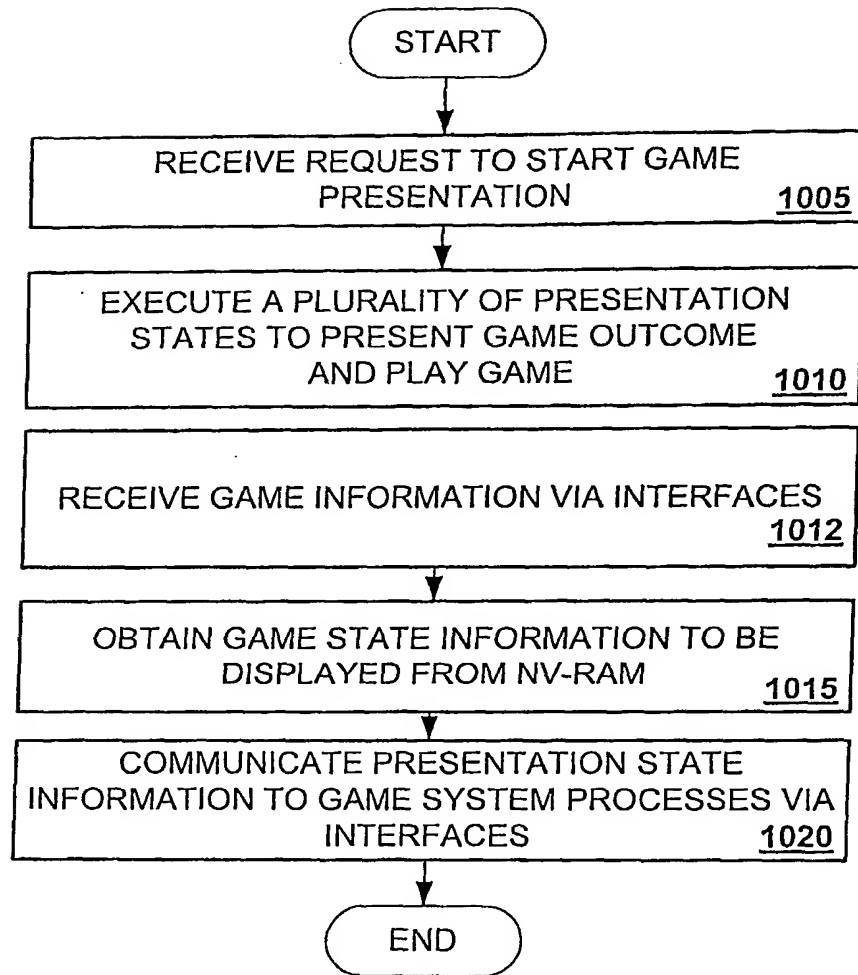 START
RECEIVE REQUEST TO START GAME
PRESENTATION
1005
EXECUTE A PLURALITY OF PRESENTATION
STATES TO PRESENT GAME OUTCOME
AND PLAY GAME
1010
RECEIVE GAME INFORMATION VIA INTERFACES
1012
OBTAIN GAME STATE INFORMATION TO BE
DISPLAYED FROM NV-RAM
1015
COMMUNICATE PRESENTATION STATE
INFORMATION TO GAME SYSTEM PROCESSES VIA
INTERFACES
1020
END